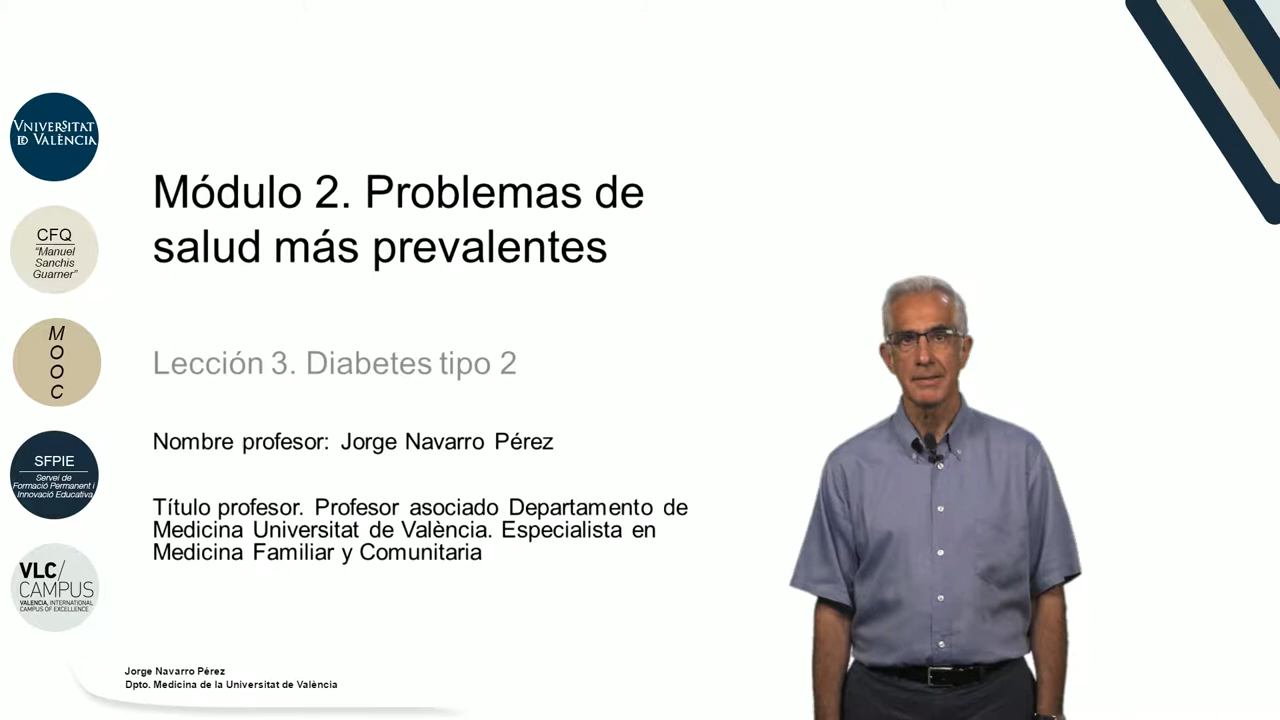 VNIVERSITAT
DE VALÈNCIA
CFQ
“Manuel
Sanchis
Guarner”
M
O
O
C
SFPIE
Servei de
Formació Permanent i
Innovació Educativa
VLC/
CAMPUS
VALENCIA, INTERNATIONAL
CAMPUS OF EXCELLENCE
Módulo 2. Problemas de
salud más prevalentes
Lección 3. Diabetes tipo 2
Nombre profesor: Jorge Navarro Pérez
Título profesor. Profesor asociado Departamento de
Medicina Universitat de València. Especialista en
Medicina Familiar y Comunitaria
Jorge Navarro Pérez
Dpto. Medicina de la Universitat de València